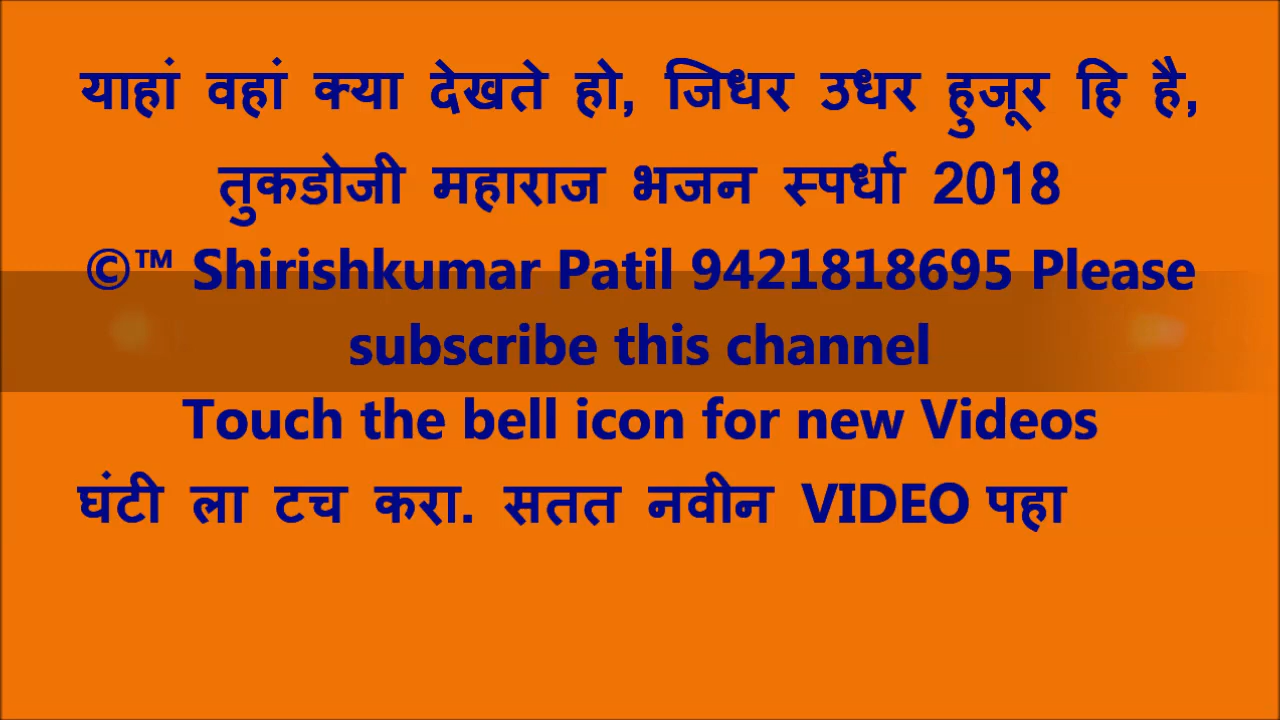 याहां वहां क्या देखते हो, जिधर उधर हुजूर हि है,
तुकडोजी महाराज भजन स्पर्धा 2018
©™ Shirishkumar Patil 9421818695 Please
subscribe this channel
Touch the bell icon for new Videos
घंटी ला टच करा. सतत नवीन VIDEO पहा